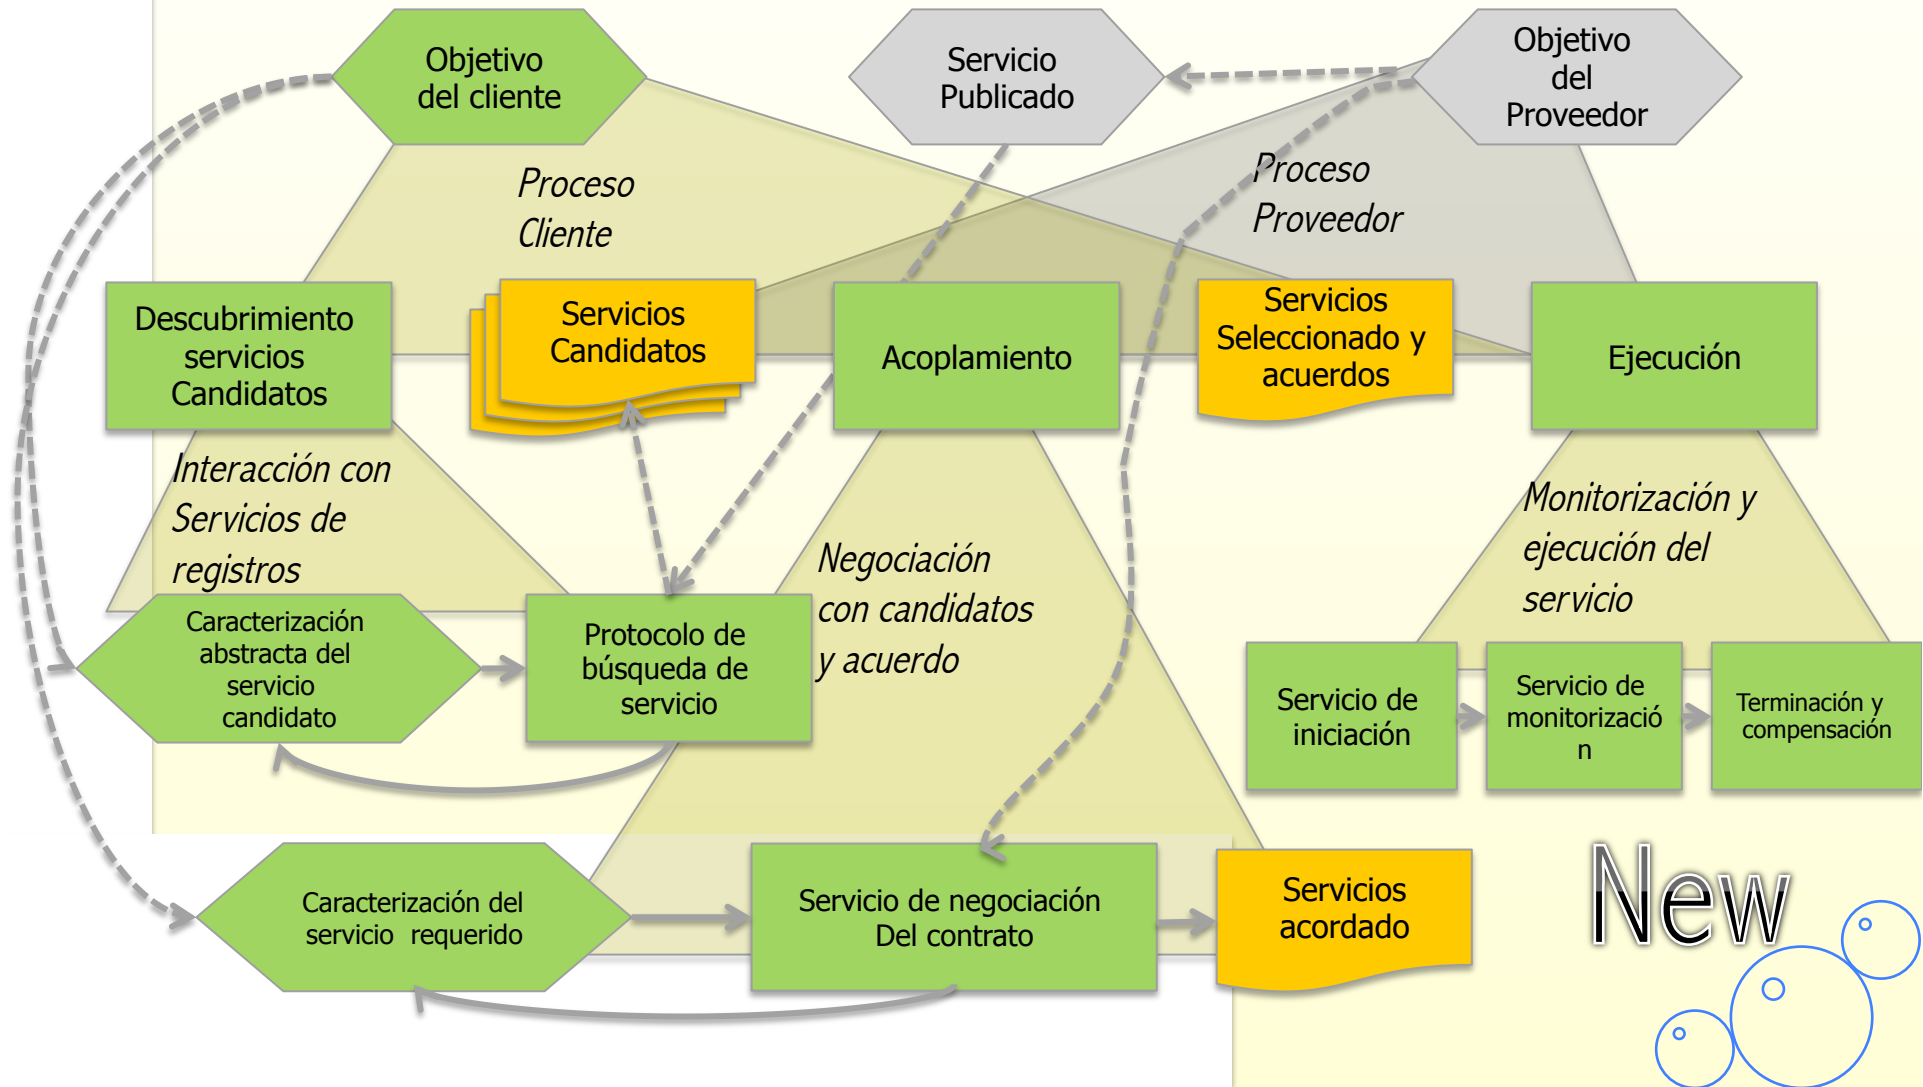 Objetivo
del cliente
Servicio
Publicado
Objetivo
del
Proveedor
Proceso
Cliente
Proceso
Proveedor
Descubrimiento
servicios
Candidatos
Servicios
Candidatos
Acoplamiento
Servicios
Seleccionado y
acuerdos
Ejecución
Interacción con
Servicios de
registros
Negociación
con candidatos
y acuerdo
Monitorización y
ejecución del
servicio
Caracterización
abstracta del
servicio
candidato
Protocolo de
búsqueda de
servicio
Servicio de
iniciación
Servicio de
monitorizació
n
Terminación y
compensación
Caracterización del
servicio requerido
Servicio de negociación
Del contrato
Servicios
acordado
New